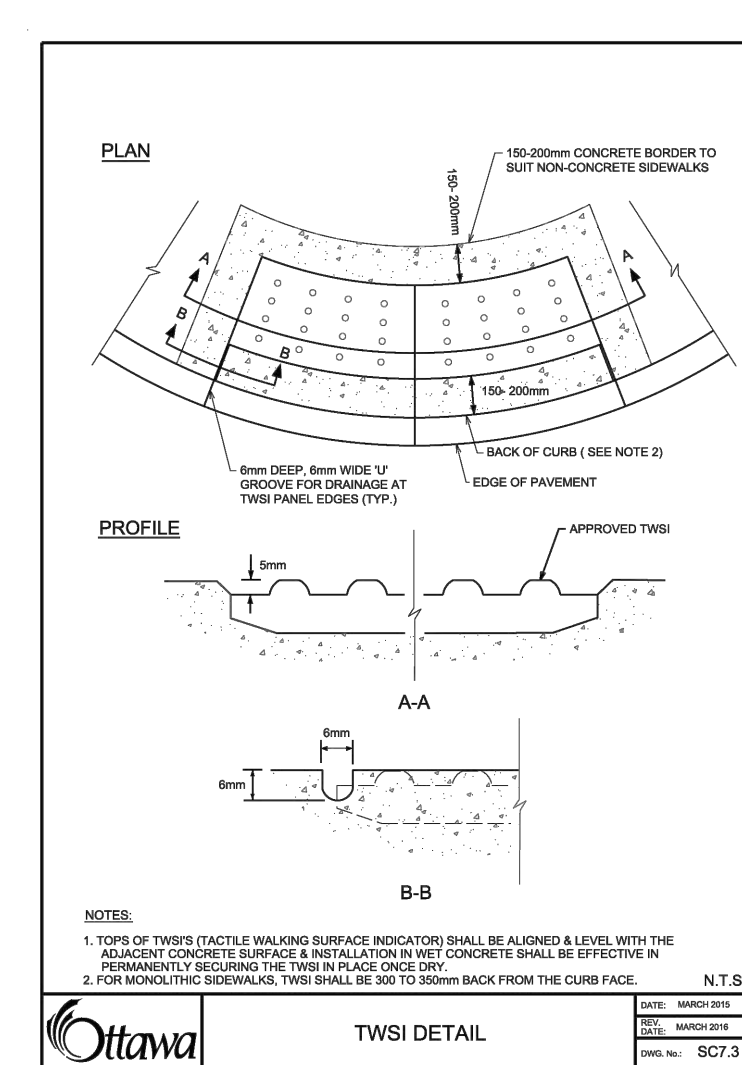 PLAN
150-200mm CONCRETE BORDER TO
SUIT NON-CONCRETE SIDEWALKS
150- 200mm
A
A
B
B
150- 200mm
BACK OF CURB ( SEE NOTE 2)
EDGE OF PAVEMENT
6mm DEEP, 6mm WIDE 'U'
GROOVE FOR DRAINAGE AT
TWSI PANEL EDGES (TYP.)
PROFILE
APPROVED TWSI
5mm
A-A
6mm
6mm
B-B
NOTES:
1. TOPS OF TWSI'S (TACTILE WALKING SURFACE INDICATOR) SHALL BE ALIGNED & LEVEL WITH THE
ADJACENT CONCRETE SURFACE & INSTALLATION IN WET CONCRETE SHALL BE EFFECTIVE IN
PERMANENTLY SECURING THE TWSI IN PLACE ONCE DRY.
2. FOR MONOLITHIC SIDEWALKS, TWSI SHALL BE 300 TO 350mm BACK FROM THE CURB FACE.
N.T.S
Ottawa
TWSI DETAIL
DATE: MARCH 2015
REV.
DATE: MARCH 2016
DWG. No.: SC7.3